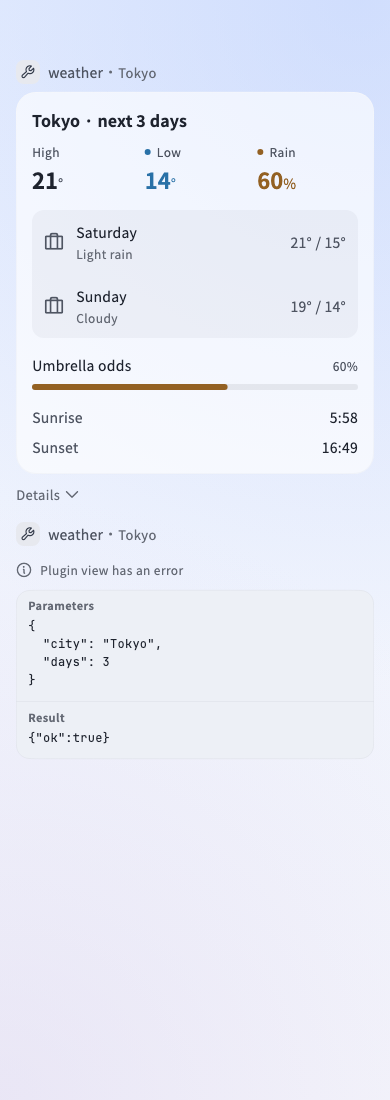 weather · Tokyo
Tokyo · next 3 days
High Low Rain
21° 14° 60%
Saturday
Light rain
21° / 15°
Sunday
Cloudy
19° / 14°
Umbrella odds 60%
Sunrise 5:58
Sunset 16:49
Details
weather · Tokyo
Plugin view has an error
Parameters
{
  "city": "Tokyo",
  "days": 3
}
Result
{"ok":true}